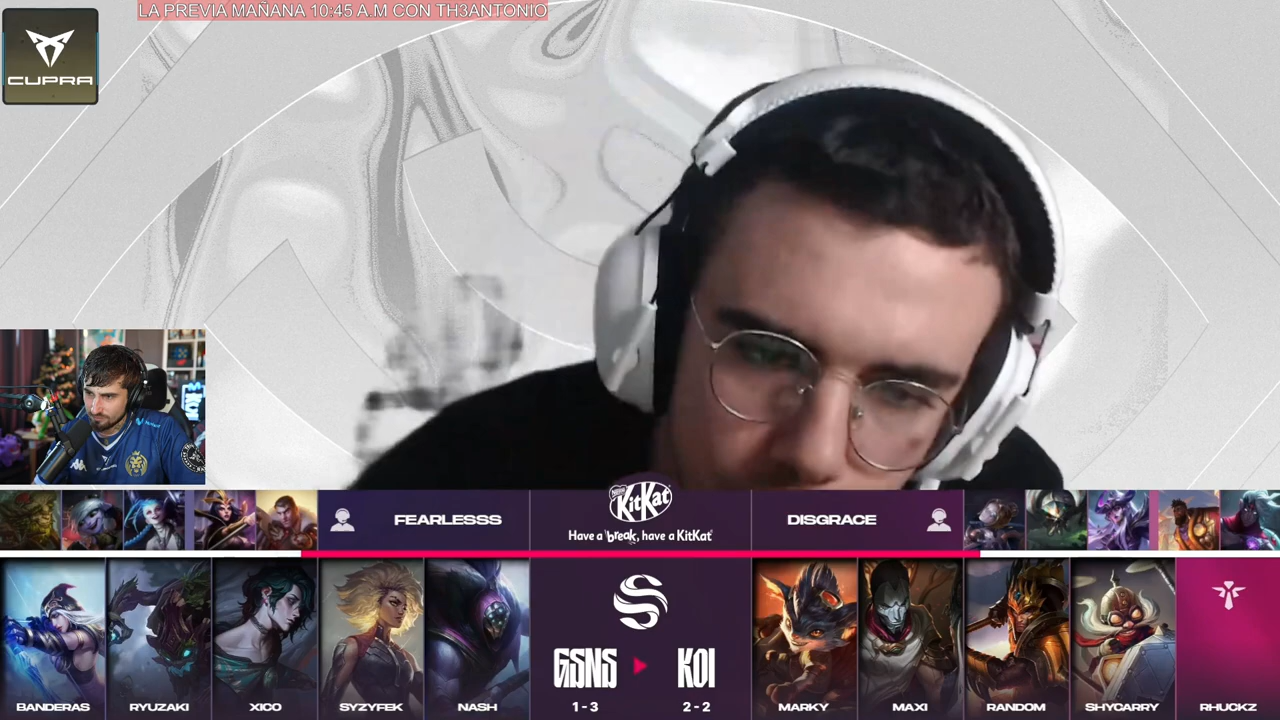 LA PREVIA MAÑANA 10:45 A.M CON TH3ANTONIO
CUPRA
FEARLESSS
Nestlé
KitKat
Have a break, have a KitKat
DISGRACE
GSNS
KOI
1-3
2-2
BANDERAS
RYUZAKI
XICO
SYZYFEK
NASH
MARKY
MAXI
RANDOM
SHYCARRY
RHUCKZ